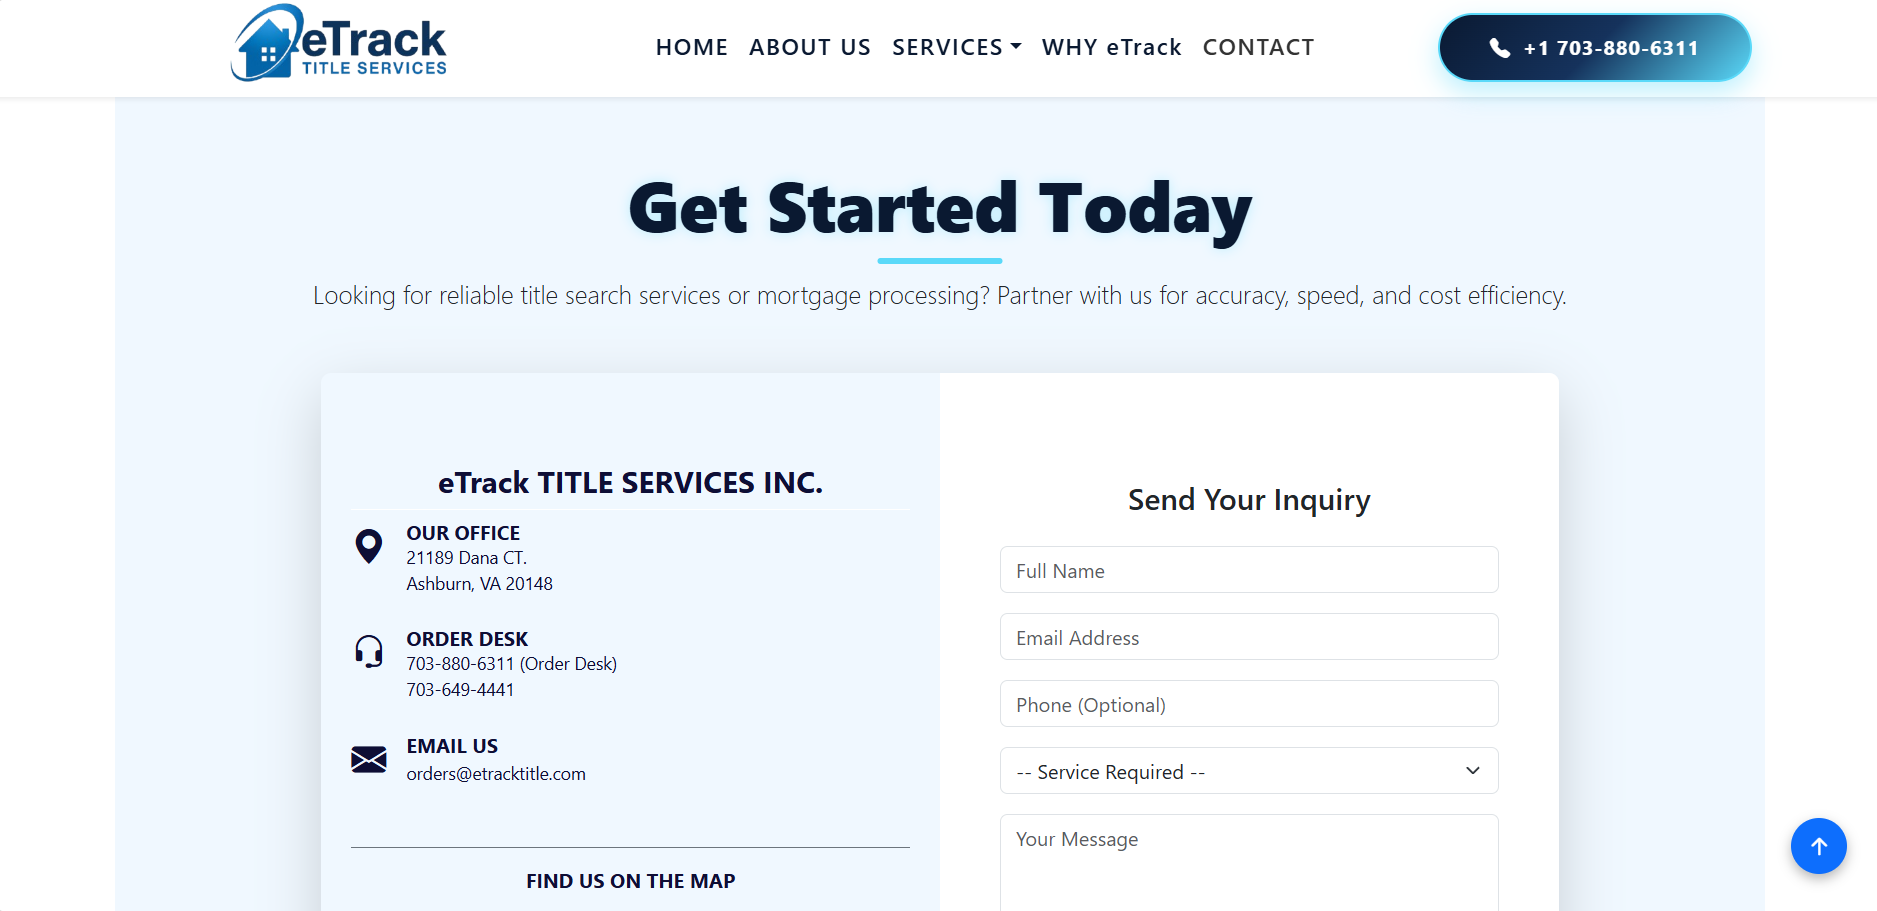 eTrack
TITLE SERVICES
HOME ABOUT US SERVICES WHY eTrack CONTACT
+1 703-880-6311
Get Started Today
Looking for reliable title search services or mortgage processing? Partner with us for accuracy, speed, and cost efficiency.
eTrack TITLE SERVICES INC.
OUR OFFICE
21189 Dana CT.
Ashburn, VA 20148
ORDER DESK
703-880-6311 (Order Desk)
703-649-4441
EMAIL US
orders@etracktitle.com
FIND US ON THE MAP
Send Your Inquiry
Full Name
Email Address
Phone (Optional)
-- Service Required --
Your Message